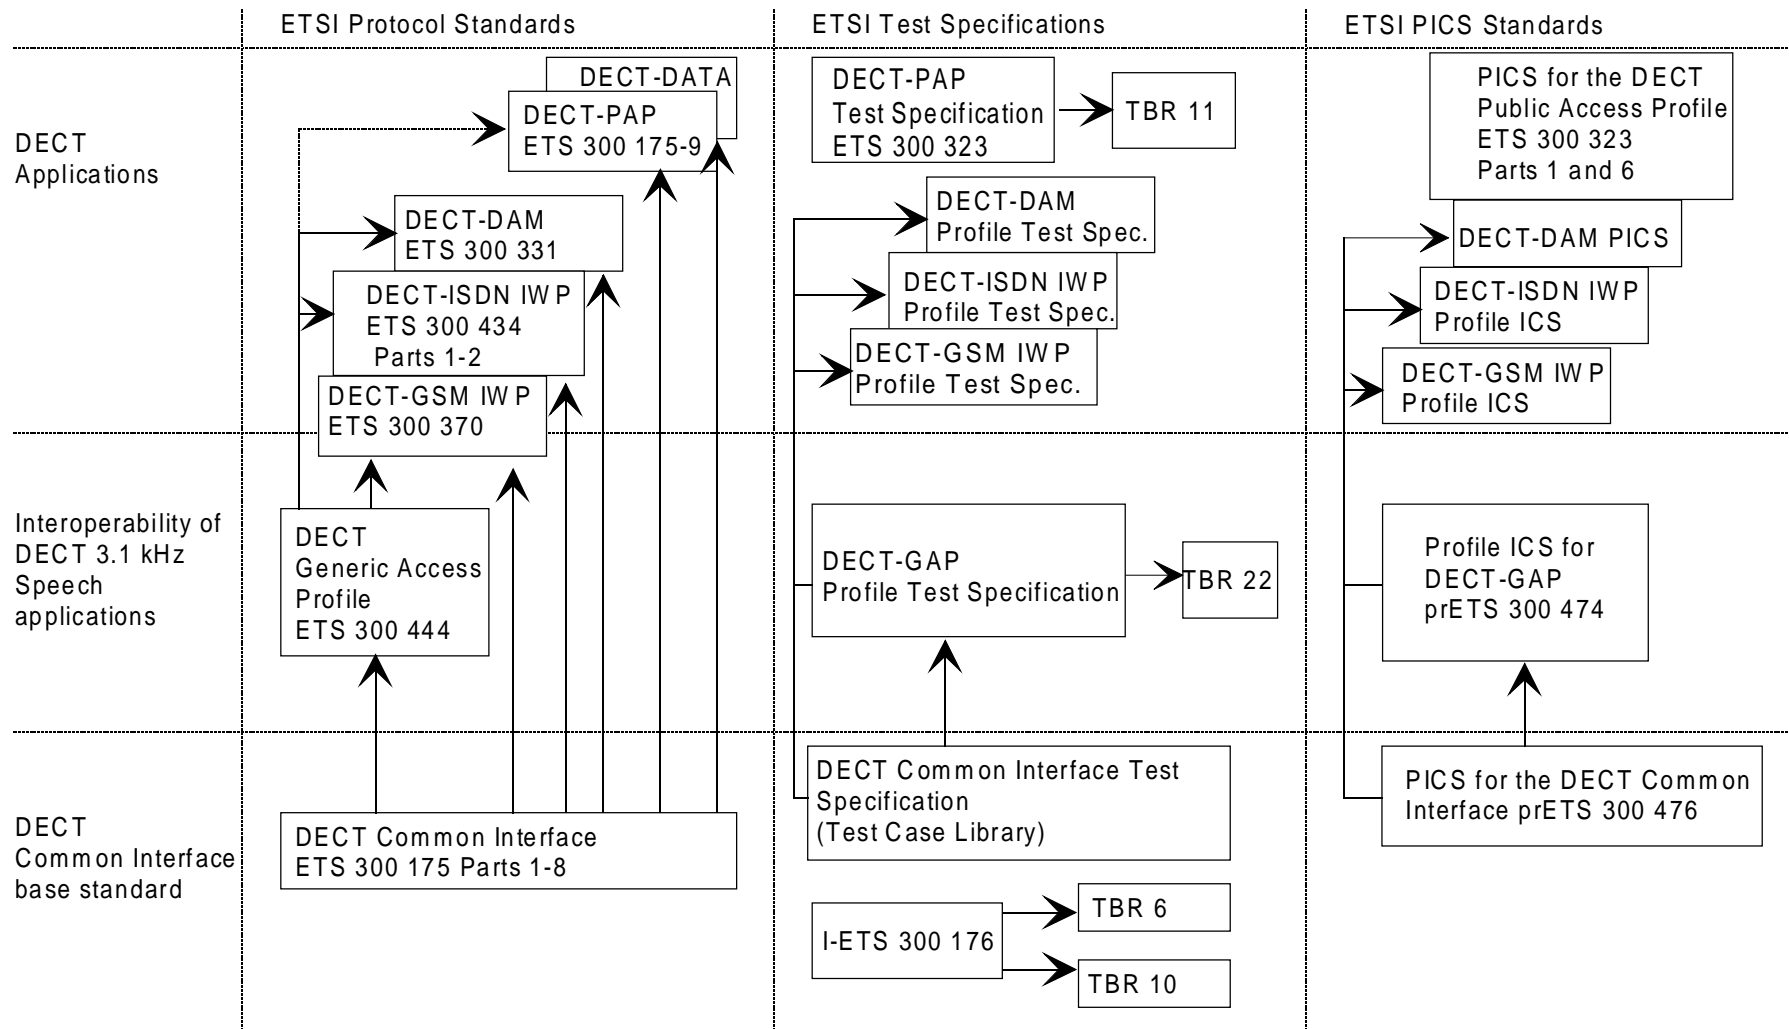 ETSI Protocol Standards
ETSI Test Specifications
ETSI PICS Standards
DECT
Applications
DECT-DATA
DECT-PAP
ETS 300 175-9
DECT-DAM
ETS 300 331
DECT-ISDN IWP
ETS 300 434
Parts 1-2
DECT-GSM IWP
ETS 300 370
DECT-PAP
Test Specification
ETS 300 323
TBR 11
DECT-DAM
Profile Test Spec.
DECT-ISDN IWP
Profile Test Spec.
DECT-GSM IWP
Profile Test Spec.
PICS for the DECT
Public Access Profile
ETS 300 323
Parts 1 and 6
DECT-DAM PICS
DECT-ISDN IWP
Profile ICS
DECT-GSM IWP
Profile ICS
Interoperability of
DECT 3.1 kHz
Speech
applications
DECT
Generic Access
Profile
ETS 300 444
DECT-GAP
Profile Test Specification
TBR 22
Profile ICS for
DECT-GAP
prETS 300 474
DECT
Common Interface
base standard
DECT Common Interface
ETS 300 175 Parts 1-8
DECT Common Interface Test
Specification
(Test Case Library)
I-ETS 300 176
TBR 6
TBR 10
PICS for the DECT Common
Interface prETS 300 476